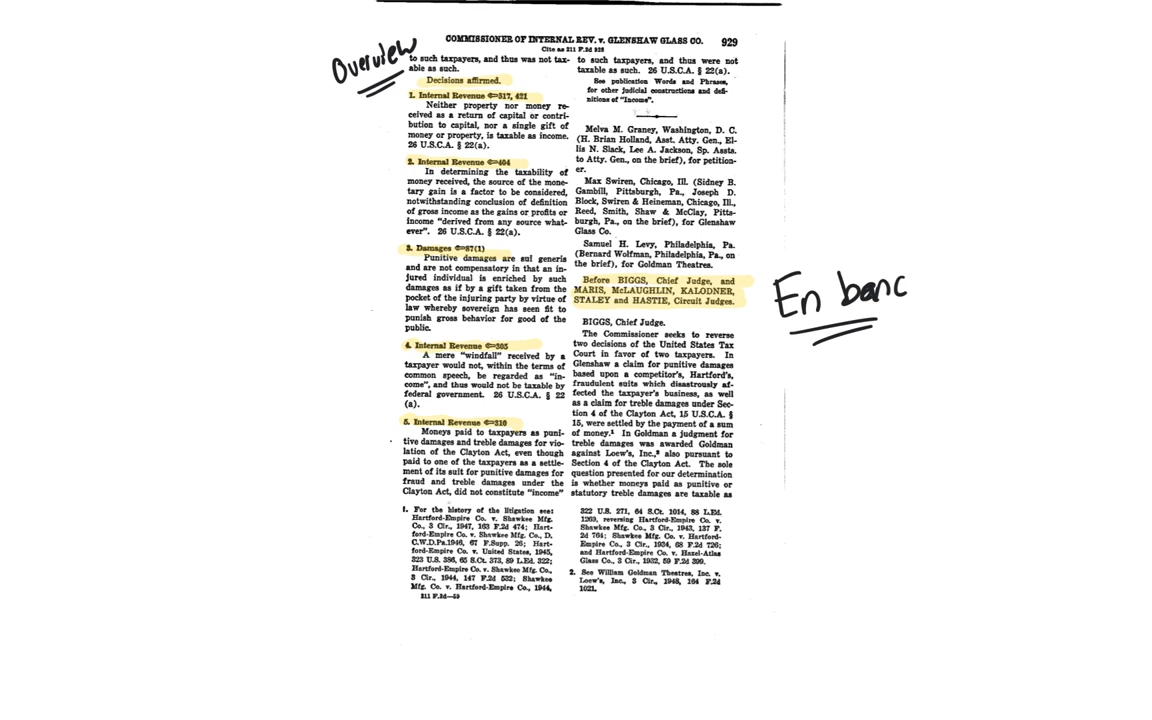 Overview
COMMISSIONER OF INTERNAL REV. v. GLENSHAW GLASS CO. 929
Cite as 211 F.2d 928
to such taxpayers, and thus was not tax-
able as such.
Decisions affirmed.
1. Internal Revenue ⚷317, 421
Neither property nor money re-
ceived as a return of capital or contri-
bution to capital, nor a single gift of
money or property, is taxable as income.
26 U.S.C.A. § 22(a).
2. Internal Revenue ⚷404
In determining the taxability of
money received, the source of the mone-
tary gain is a factor to be considered,
notwithstanding conclusion of definition
of gross income as the gains or profits or
income "derived from any source what-
ever". 26 U.S.C.A. § 22(a).
3. Damages ⚷87(1)
Punitive damages are sui generis
and are not compensatory in that an in-
jured individual is enriched by such
damages as if by a gift taken from the
pocket of the injuring party by virtue of
law whereby sovereign has seen fit to
punish gross behavior for good of the
public.
4. Internal Revenue ⚷305
A mere "windfall" received by a
taxpayer would not, within the terms of
common speech, be regarded as "in-
come", and thus would not be taxable by
federal government. 26 U.S.C.A. § 22
(a).
5. Internal Revenue ⚷310
Moneys paid to taxpayers as puni-
tive damages and treble damages for vio-
lation of the Clayton Act, even though
paid to one of the taxpayers as a settle-
ment of its suit for punitive damages for
fraud and treble damages under the
Clayton Act, did not constitute "income"
to such taxpayers, and thus were not
taxable as such. 26 U.S.C.A. § 22(a).
See publication Words and Phrases,
for other judicial constructions and defi-
nitions of "Income".
Melva M. Graney, Washington, D. C.
(H. Brian Holland, Asst. Atty. Gen., El-
lis N. Slack, Lee A. Jackson, Sp. Assts.
to Atty. Gen., on the brief), for petition-
er.
Max Swiren, Chicago, Ill. (Sidney B.
Gambill, Pittsburgh, Pa., Joseph D.
Block, Swiren & Heineman, Chicago, Ill.,
Reed, Smith, Shaw & McClay, Pitts-
burgh, Pa., on the brief), for Glenshaw
Glass Co.
Samuel H. Levy, Philadelphia, Pa.
(Bernard Wolfman, Philadelphia, Pa., on
the brief), for Goldman Theatres.
Before BIGGS, Chief Judge, and
MARIS, McLAUGHLIN, KALODNER,
STALEY and HASTIE, Circuit Judges.
En banc
BIGGS, Chief Judge.
The Commissioner seeks to reverse
two decisions of the United States Tax
Court in favor of two taxpayers. In
Glenshaw a claim for punitive damages
based upon a competitor's, Hartford's,
fraudulent suits which disastrously af-
fected the taxpayer's business, as well
as a claim for treble damages under Sec-
tion 4 of the Clayton Act, 15 U.S.C.A. §
15, were settled by the payment of a sum
of money.¹ In Goldman a judgment for
treble damages was awarded Goldman
against Loew's, Inc.,² also pursuant to
Section 4 of the Clayton Act. The sole
question presented for our determination
is whether moneys paid as punitive or
statutory treble damages are taxable as
1. For the history of the litigation see:
Hartford-Empire Co. v. Shawkee Mfg.
Co., 3 Cir., 1947, 163 F.2d 474; Hart-
ford-Empire Co. v. Shawkee Mfg. Co., D.
C.W.D.Pa.1946, 67 F.Supp. 26; Hart-
ford-Empire Co. v. United States, 1945,
323 U.S. 386, 65 S.Ct. 373, 89 L.Ed. 322;
Hartford-Empire Co. v. Shawkee Mfg. Co.,
3 Cir., 1944, 147 F.2d 532; Shawkee
Mfg. Co. v. Hartford-Empire Co., 1944,
211 F.2d—59
322 U.S. 271, 64 S.Ct. 1014, 88 L.Ed.
1269, reversing Hartford-Empire Co. v.
Shawkee Mfg. Co., 3 Cir., 1943, 137 F.
2d 764; Shawkee Mfg. Co. v. Hartford-
Empire Co., 3 Cir., 1934, 68 F.2d 726;
and Hartford-Empire Co. v. Hazel-Atlas
Glass Co., 3 Cir., 1932, 59 F.2d 399.
2. See William Goldman Theatres, Inc. v.
Loew's, Inc., 3 Cir., 1948, 164 F.2d
1021.